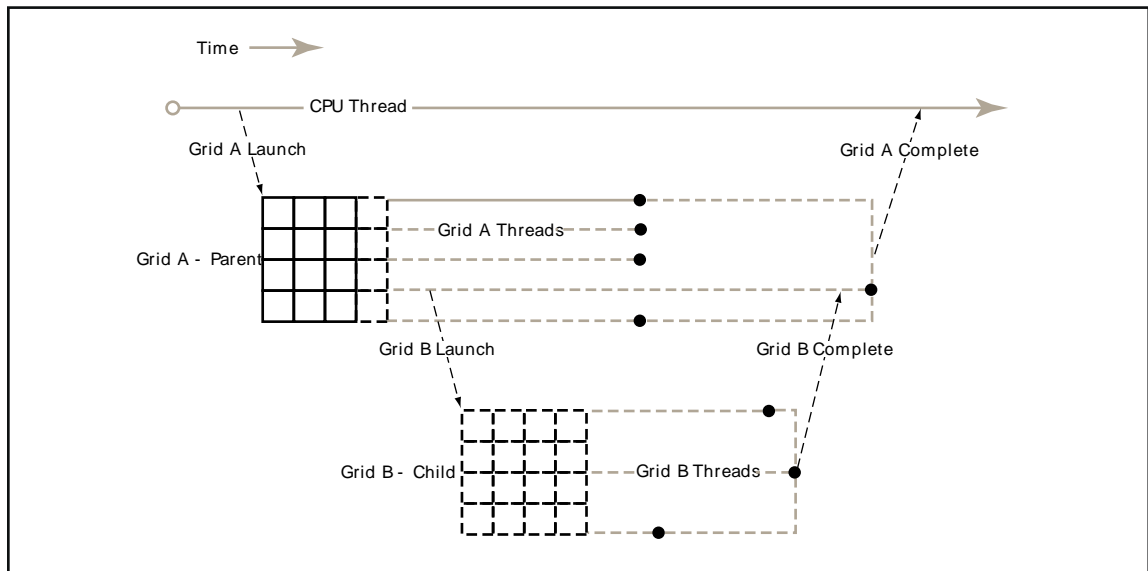 Time
CPU Thread
Grid A Launch
Grid A Complete
Grid A Threads
Grid A - Parent
Grid B Launch
Grid B Complete
Grid B - Child
Grid B Threads